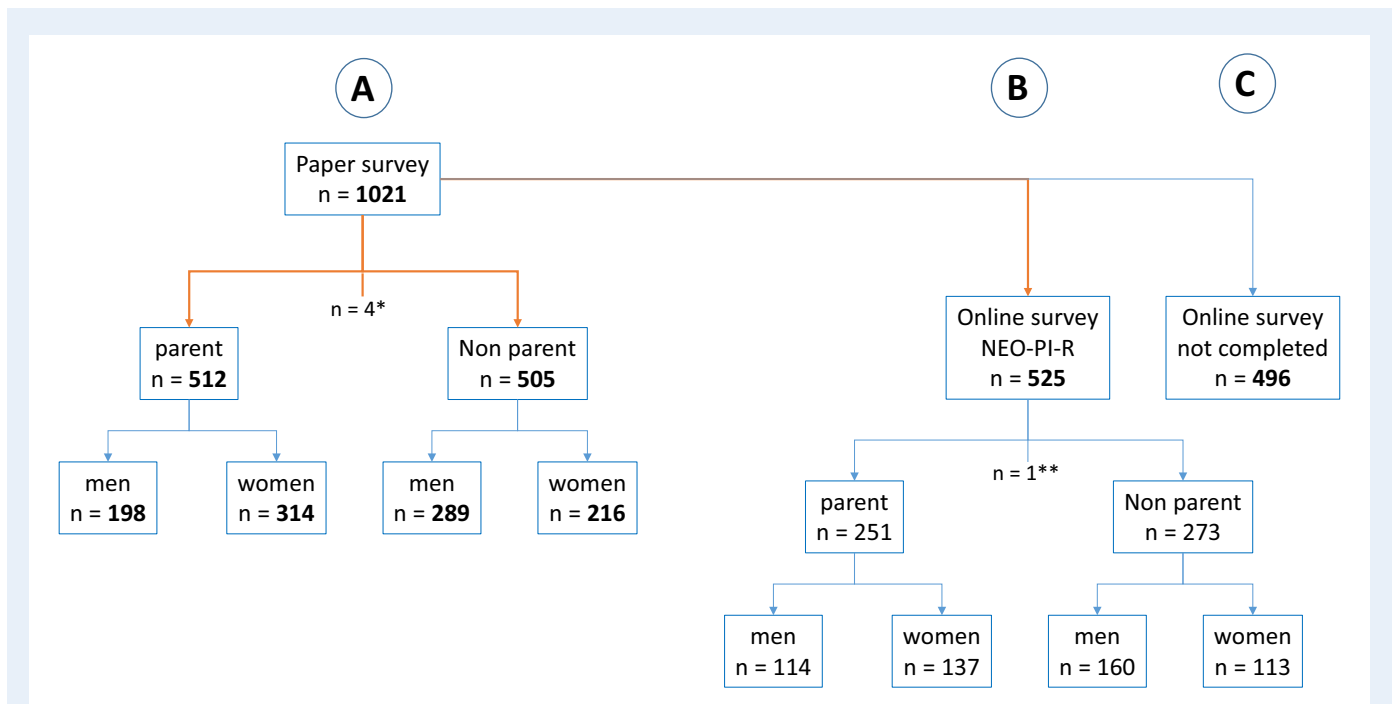 A
B
C
Paper survey
n = 1021
n = 4*
parent
n = 512
Non parent
n = 505
men
n = 198
women
n = 314
men
n = 289
women
n = 216
Online survey
NEO-PI-R
n = 525
Online survey
not completed
n = 496
n = 1**
parent
n = 251
Non parent
n = 273
men
n = 114
women
n = 137
men
n = 160
women
n = 113